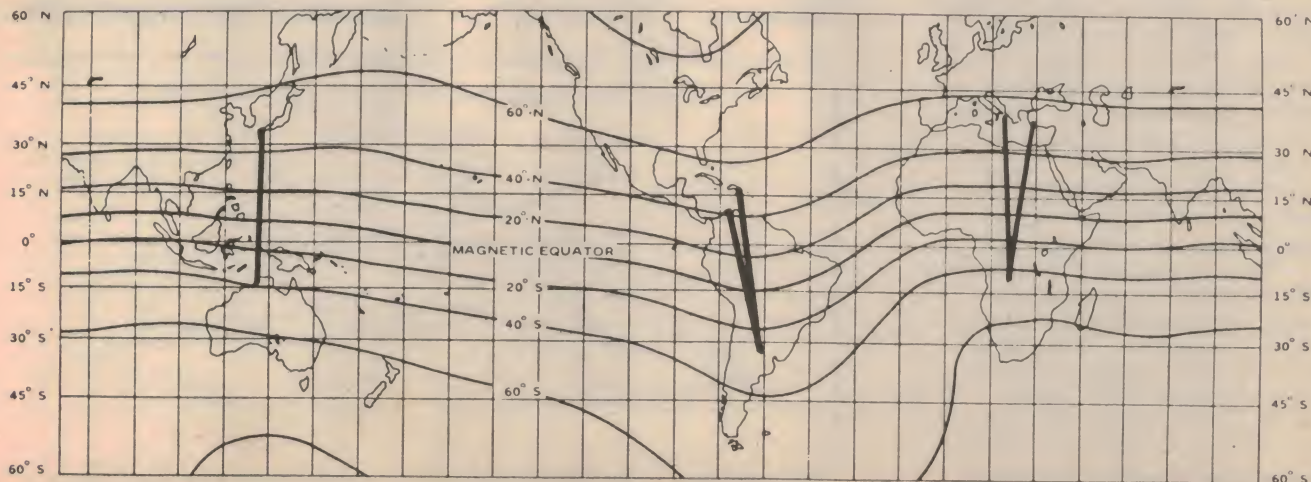 60 N 60° N
45° N 45 N
60°·N
30° N 30 N
40°·N
15° N 15° N
20° N
0° 0°
MAGNETIC EQUATOR
15° S 20° S 15° S
40° S
30° S 30° S
60° S
45° S 45° S
60° S 60° S